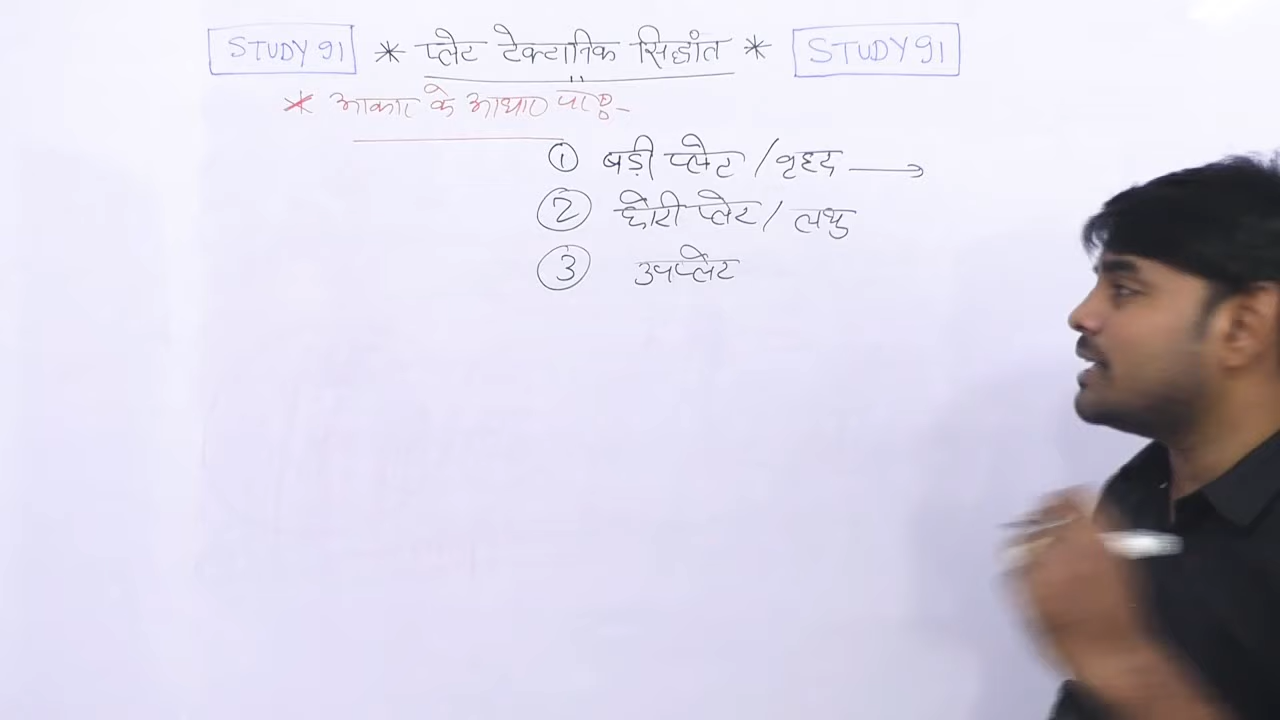 STUDY 91 * प्लेट टेक्टानिक सिद्धांत * STUDY 91
* आकार के आधार पर :-
① बड़ी प्लेट / वृहद →
② छोटी प्लेट / लघु
③ उपप्लेट